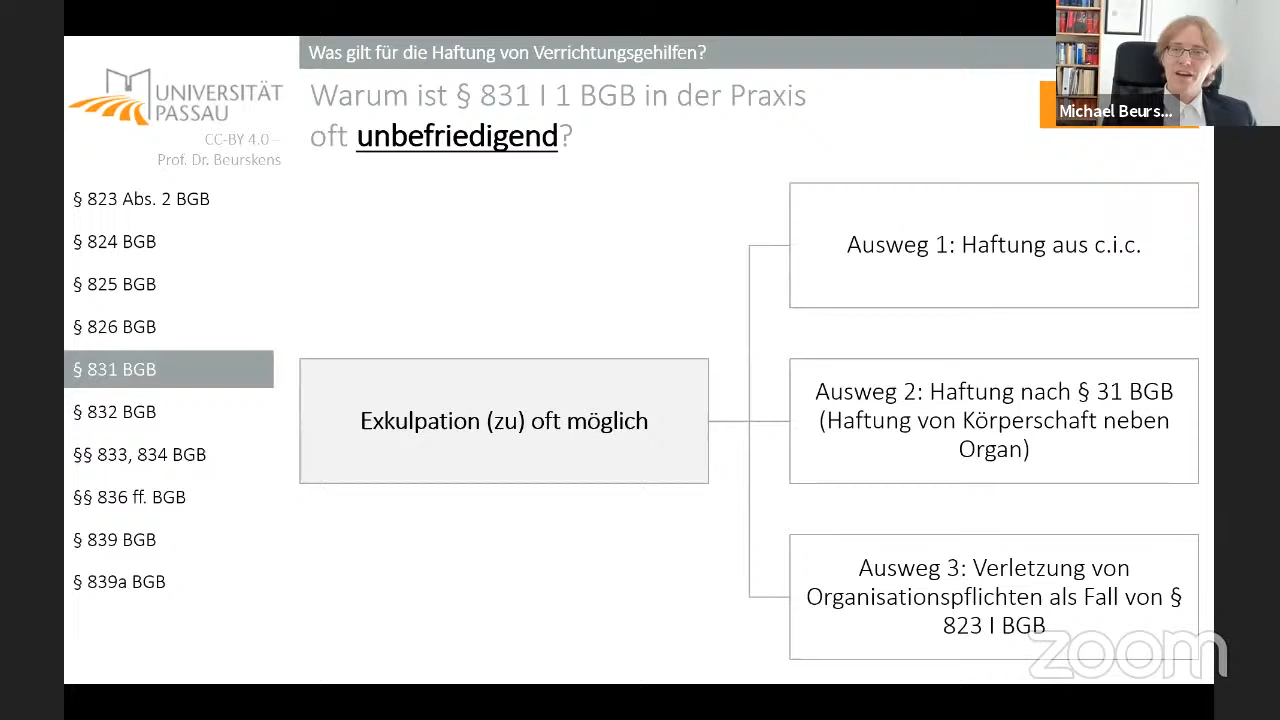 Was gilt für die Haftung von Verrichtungsgehilfen?
Warum ist § 831 I 1 BGB in der Praxis
oft unbefriedigend?
UNIVERSITÄT
PASSAU
CC-BY 4.0 –
Prof. Dr. Beurskens
Michael Beurs...
§ 823 Abs. 2 BGB
§ 824 BGB
§ 825 BGB
§ 826 BGB
§ 831 BGB
§ 832 BGB
§§ 833, 834 BGB
§§ 836 ff. BGB
§ 839 BGB
§ 839a BGB
Exkulpation (zu) oft möglich
Ausweg 1: Haftung aus c.i.c.
Ausweg 2: Haftung nach § 31 BGB
(Haftung von Körperschaft neben
Organ)
Ausweg 3: Verletzung von
Organisationspflichten als Fall von §
823 I BGB
zoom